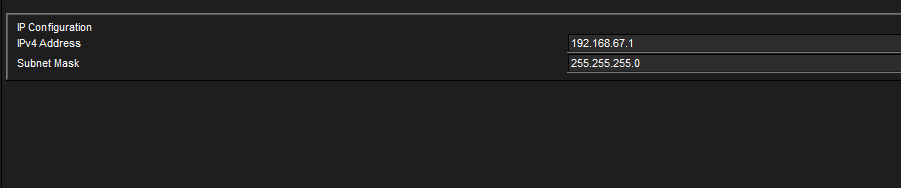 IP Configuration
IPv4 Address 192.168.67.1
Subnet Mask 255.255.255.0